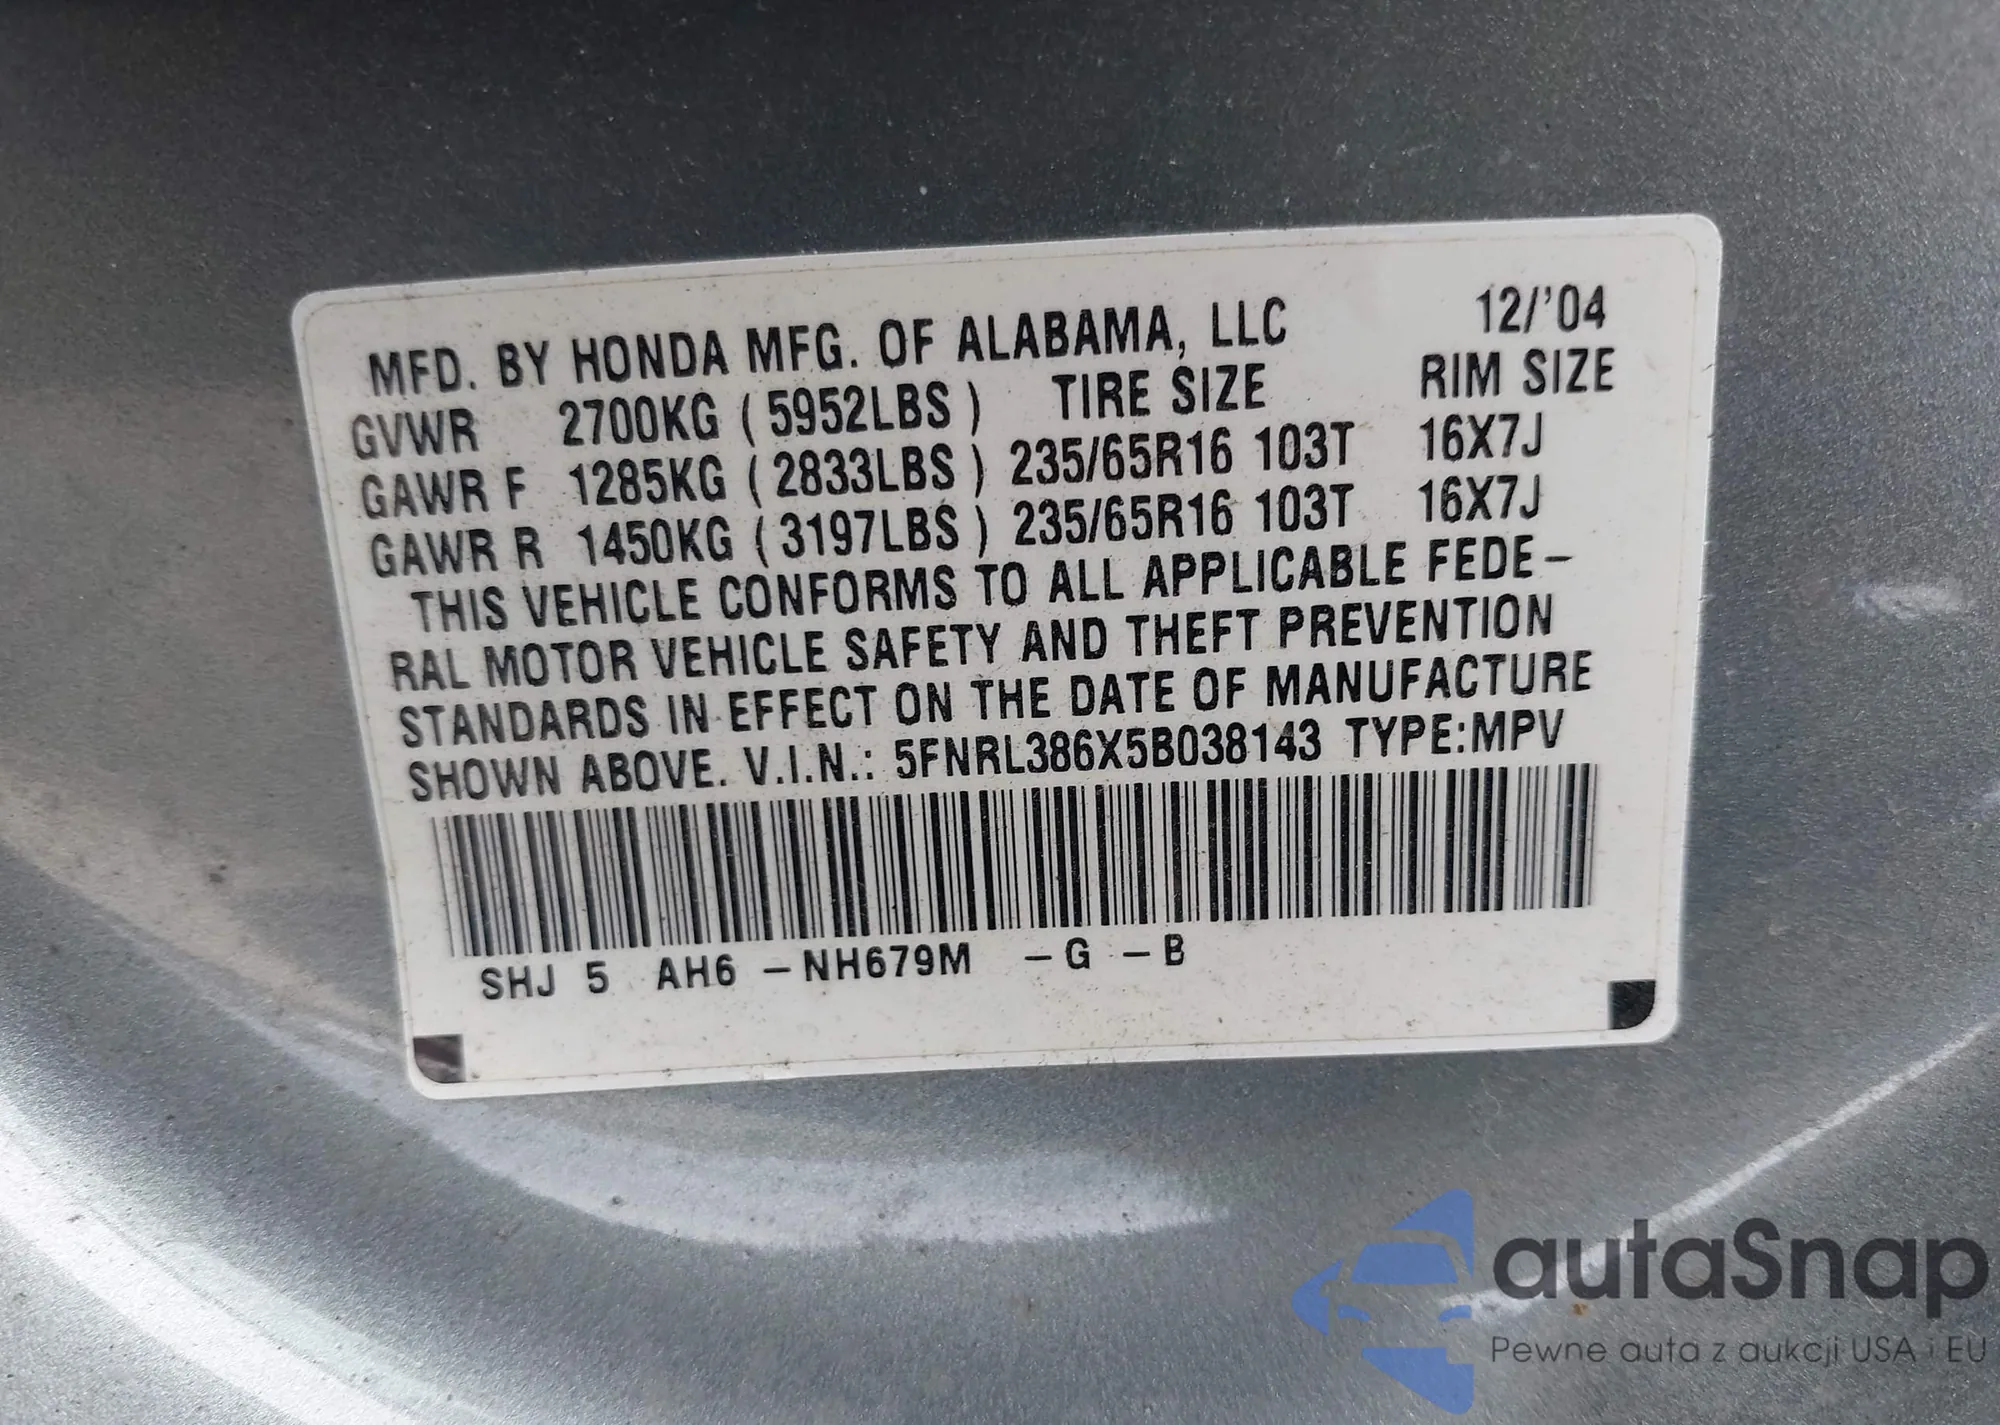 MFD. BY HONDA MFG. OF ALABAMA, LLC 12/'04
GVWR 2700KG ( 5952LBS ) TIRE SIZE RIM SIZE
GAWR F 1285KG ( 2833LBS ) 235/65R16 103T 16X7J
GAWR R 1450KG ( 3197LBS ) 235/65R16 103T 16X7J
THIS VEHICLE CONFORMS TO ALL APPLICABLE FEDE-
RAL MOTOR VEHICLE SAFETY AND THEFT PREVENTION
STANDARDS IN EFFECT ON THE DATE OF MANUFACTURE
SHOWN ABOVE. V.I.N.: 5FNRL386X5B038143 TYPE:MPV
SHJ 5 AH6 -NH679M -G -B
autaSnap
Pewne auta z aukcji USA i EU